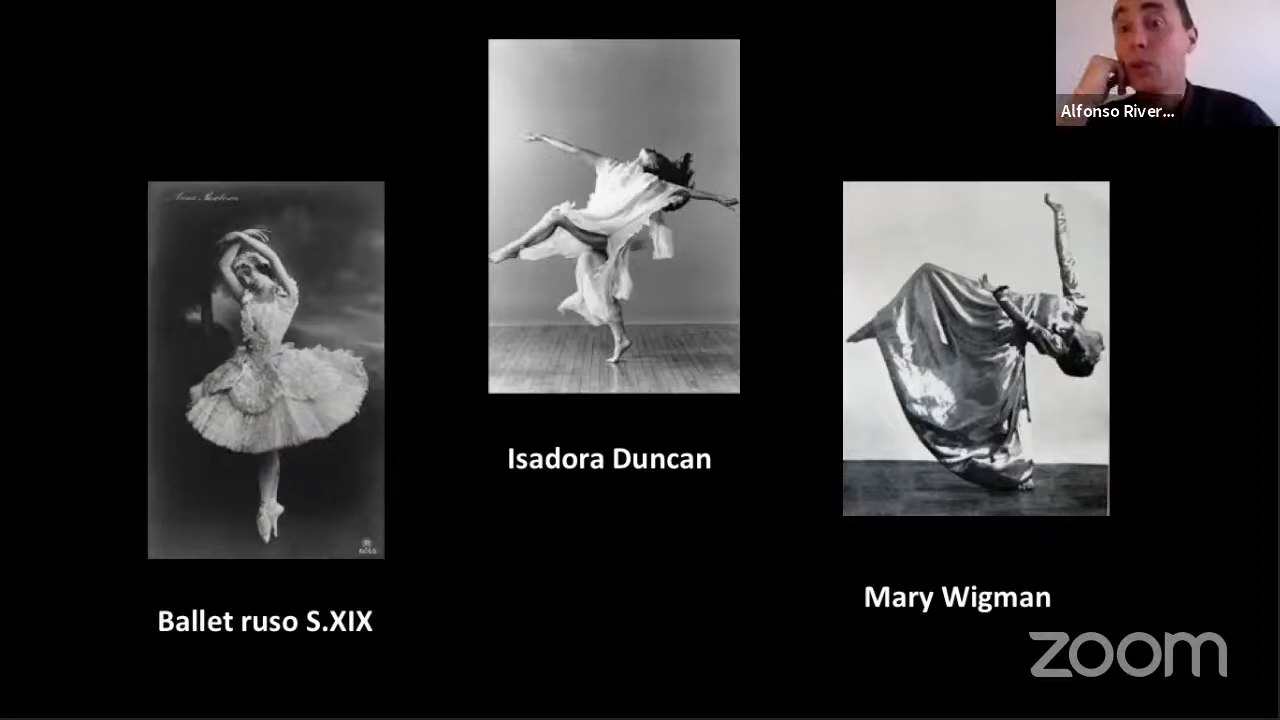 Alfonso River...
Isadora Duncan
Mary Wigman
Ballet ruso S.XIX
zoom